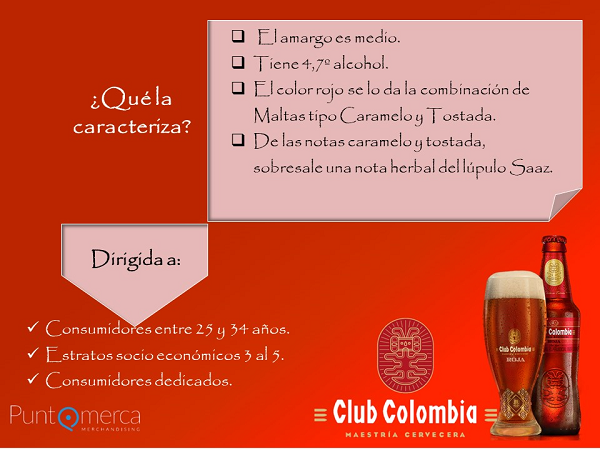 ¿Qué la
caracteriza?
❑ El amargo es medio.
❑ Tiene 4,7º alcohol.
❑ El color rojo se lo da la combinación de
Maltas tipo Caramelo y Tostada.
❑ De las notas caramelo y tostada,
sobresale una nota herbal del lúpulo Saaz.
Dirigida a:
✓ Consumidores entre 25 y 34 años.
✓ Estratos socio económicos 3 al 5.
✓ Consumidores dedicados.
PuntQmerca
MERCHANDISING
Club Colombia
MAESTRÍA CERVECERA
Club Colombia
ROJA
Colombia